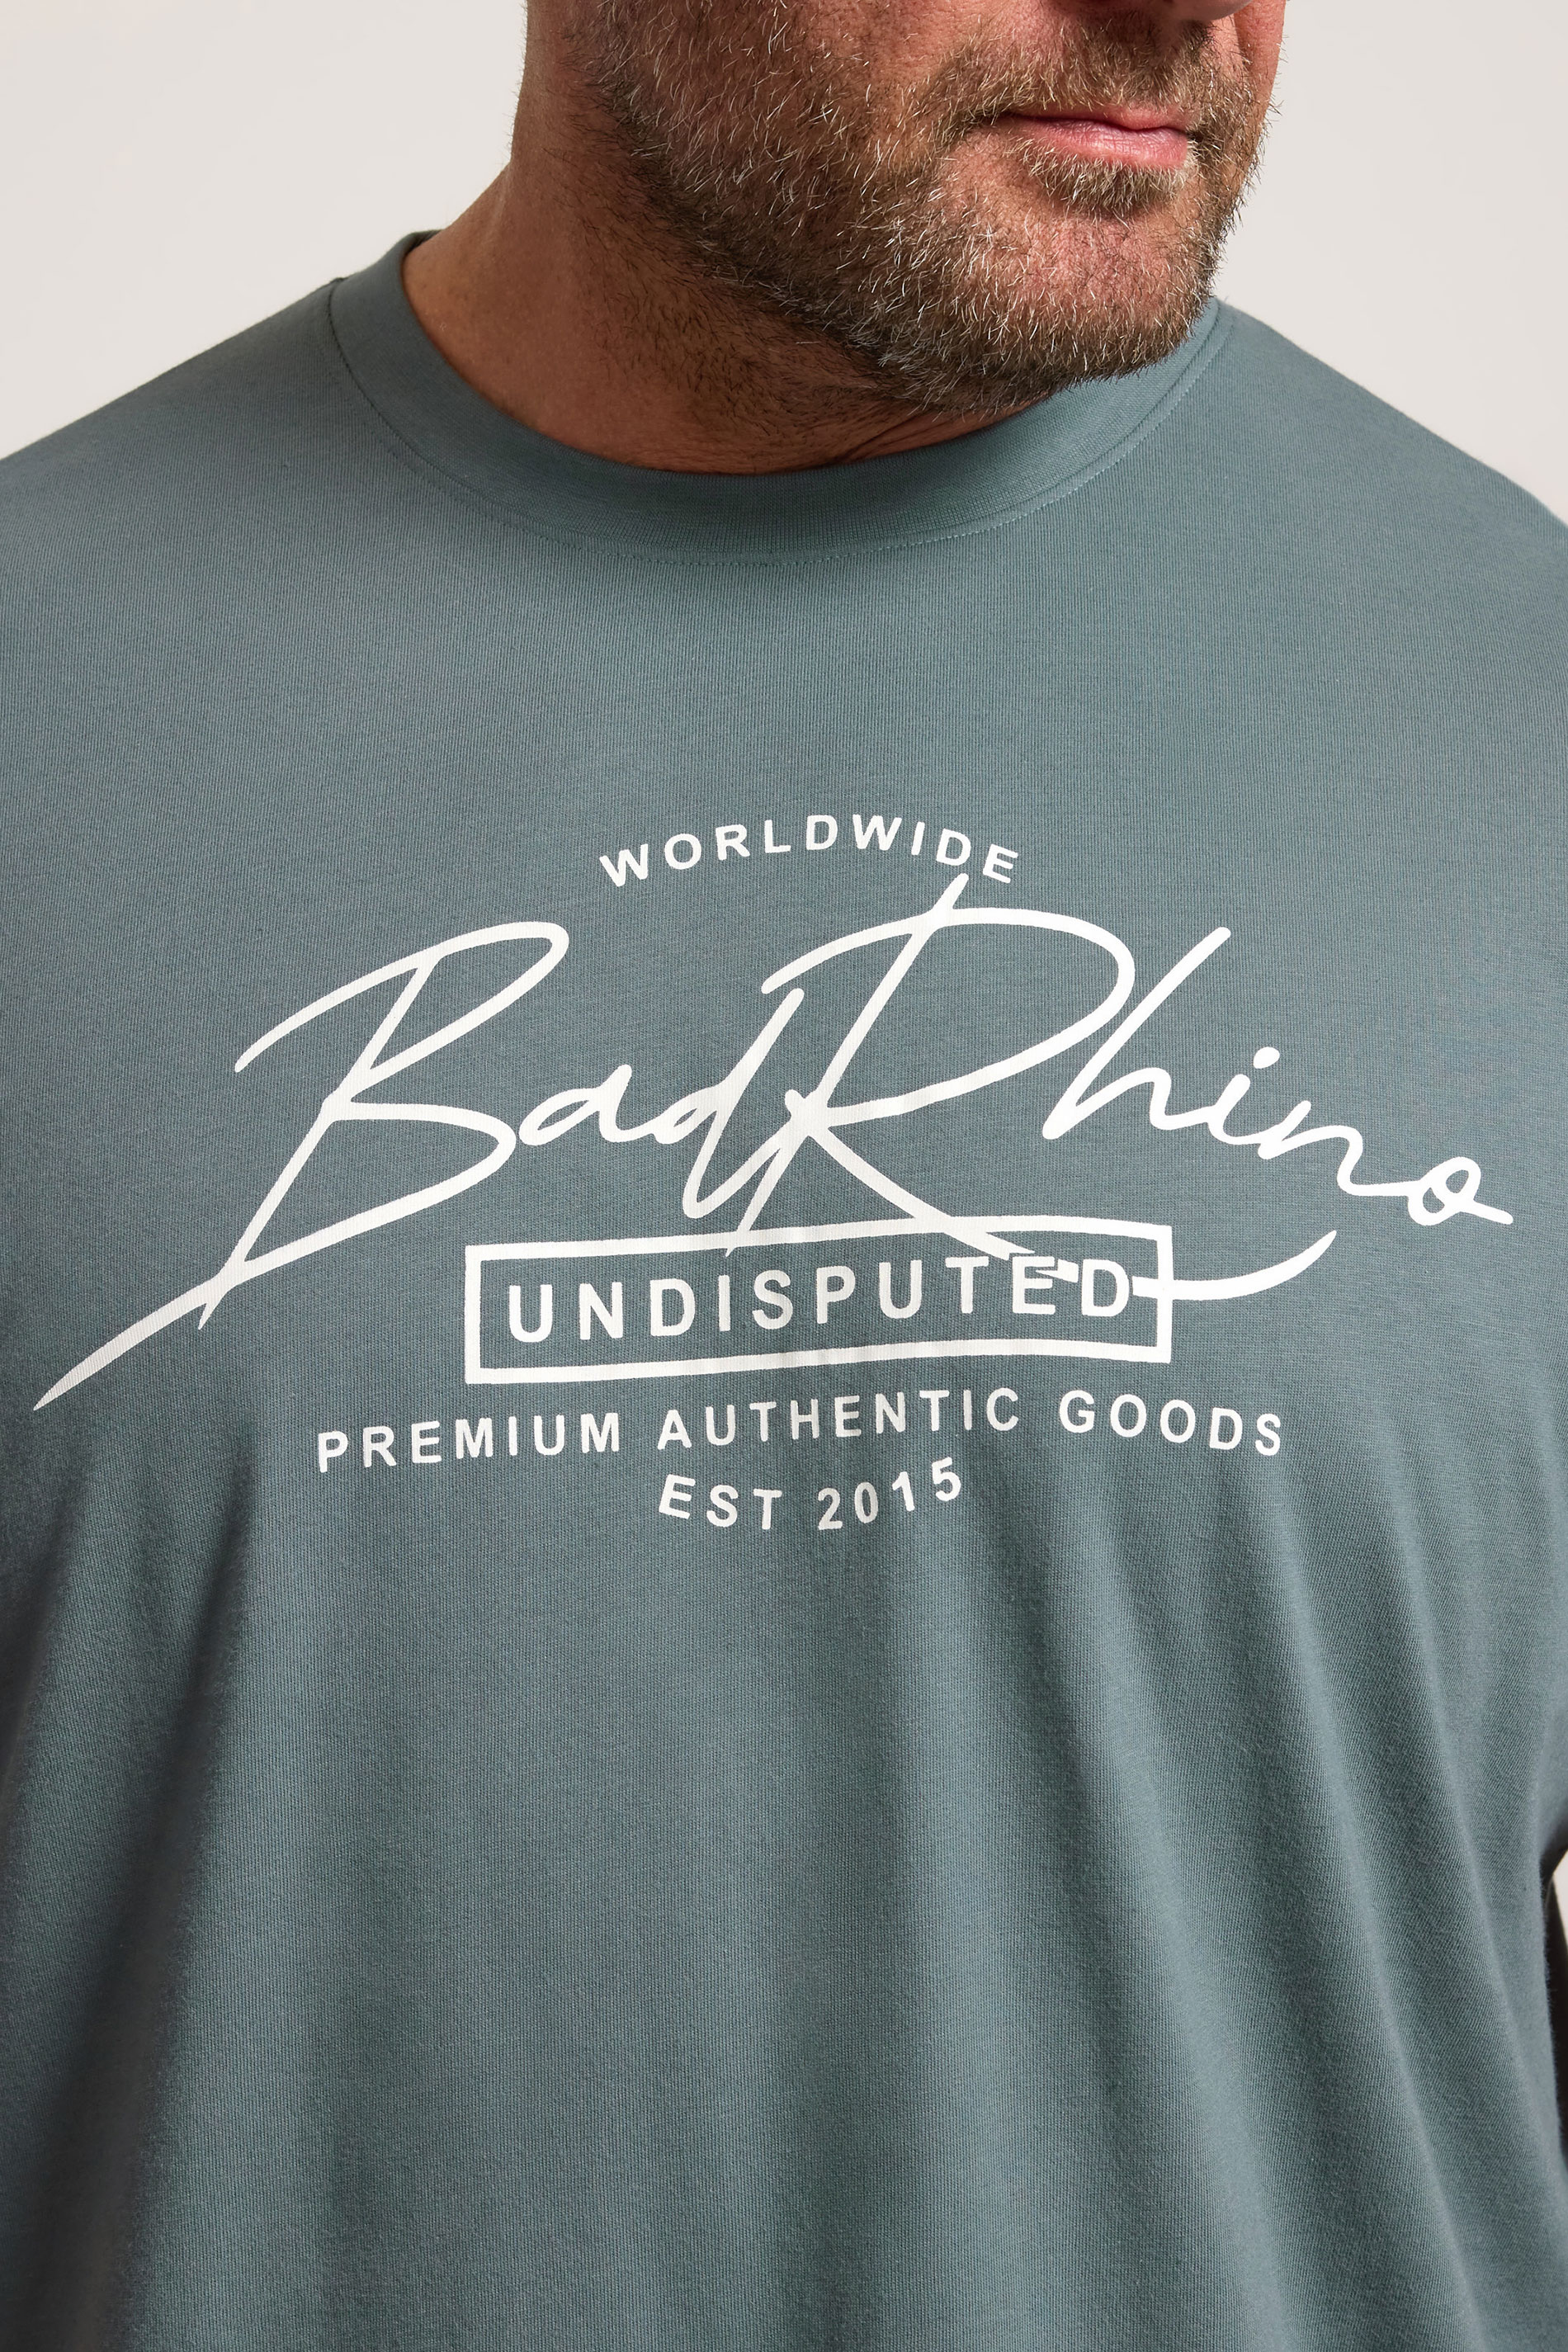 WORLDWIDE
BadRhino
UNDISPUTED
PREMIUM AUTHENTIC GOODS
EST 2015